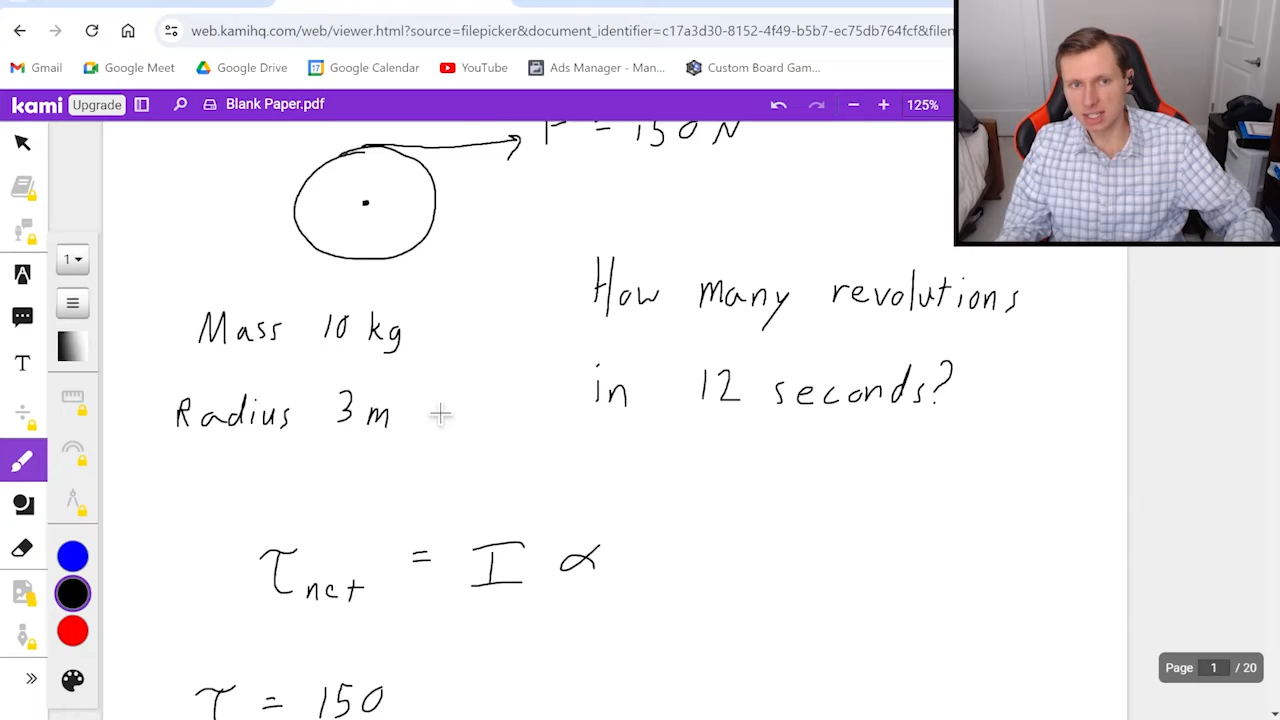 web.kamihq.com/web/viewer.html?source=filepicker&document_identifier=c17a3d30-8152-4f49-b5b7-ec75db764fcf&filen
Gmail Google Meet Google Drive 17 Google Calendar YouTube Ads Manager - Man... Custom Board Gam...
kami Upgrade Blank Paper.pdf 125%
F = 150 N
1
T
How many revolutions
in 12 seconds?
Mass 10 kg
Radius 3 m
τnet = I α
τ = 150
Page 1 / 20